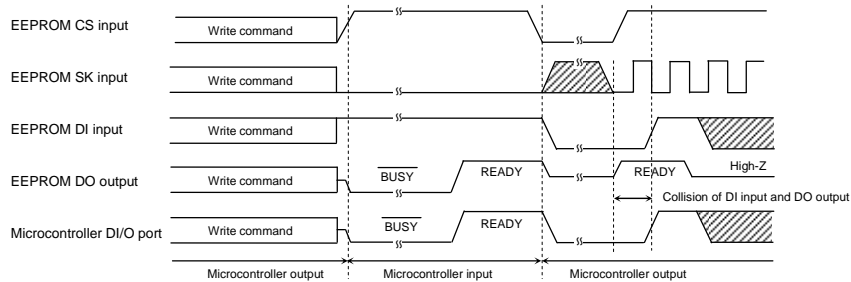 EEPROM CS input
Write command
EEPROM SK input
Write command
EEPROM DI input
Write command
EEPROM DO output
Write command
BUSY
READY
READY
High-Z
Collision of DI input and DO output
Microcontroller DI/O port
Write command
BUSY
READY
Microcontroller output
Microcontroller input
Microcontroller output